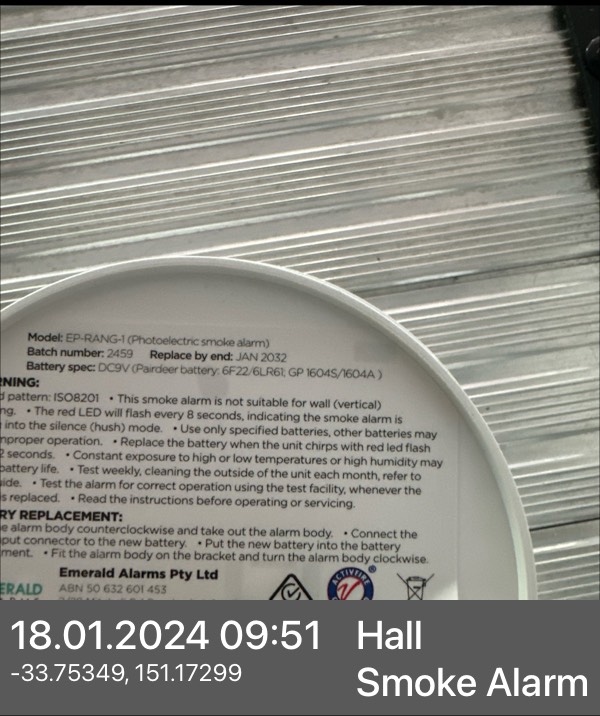 Model: EP-RANG-1 (Photoelectric smoke alarm)
Batch number: 2459 Replace by end: JAN 2032
Battery spec: DC9V (Pairdeer battery: 6F22/6LR61; GP 1604S/1604A )
RNING:
d pattern: ISO8201 • This smoke alarm is not suitable for wall (vertical)
ng. • The red LED will flash every 8 seconds, indicating the smoke alarm is
into the silence (hush) mode. • Use only specified batteries, other batteries may
mproper operation. • Replace the battery when the unit chirps with red led flash
2 seconds. • Constant exposure to high or low temperatures or high humidity may
battery life. • Test weekly, cleaning the outside of the unit each month, refer to
ide. • Test the alarm for correct operation using the test facility, whenever the
s replaced. • Read the instructions before operating or servicing.
RY REPLACEMENT:
e alarm body counterclockwise and take out the alarm body. • Connect the
put connector to the new battery. • Put the new battery into the battery
ment. • Fit the alarm body on the bracket and turn the alarm body clockwise.
Emerald Alarms Pty Ltd
ERALD ABN 50 632 601 453
ACTIVFIRE
18.01.2024 09:51 Hall
-33.75349, 151.17299 Smoke Alarm